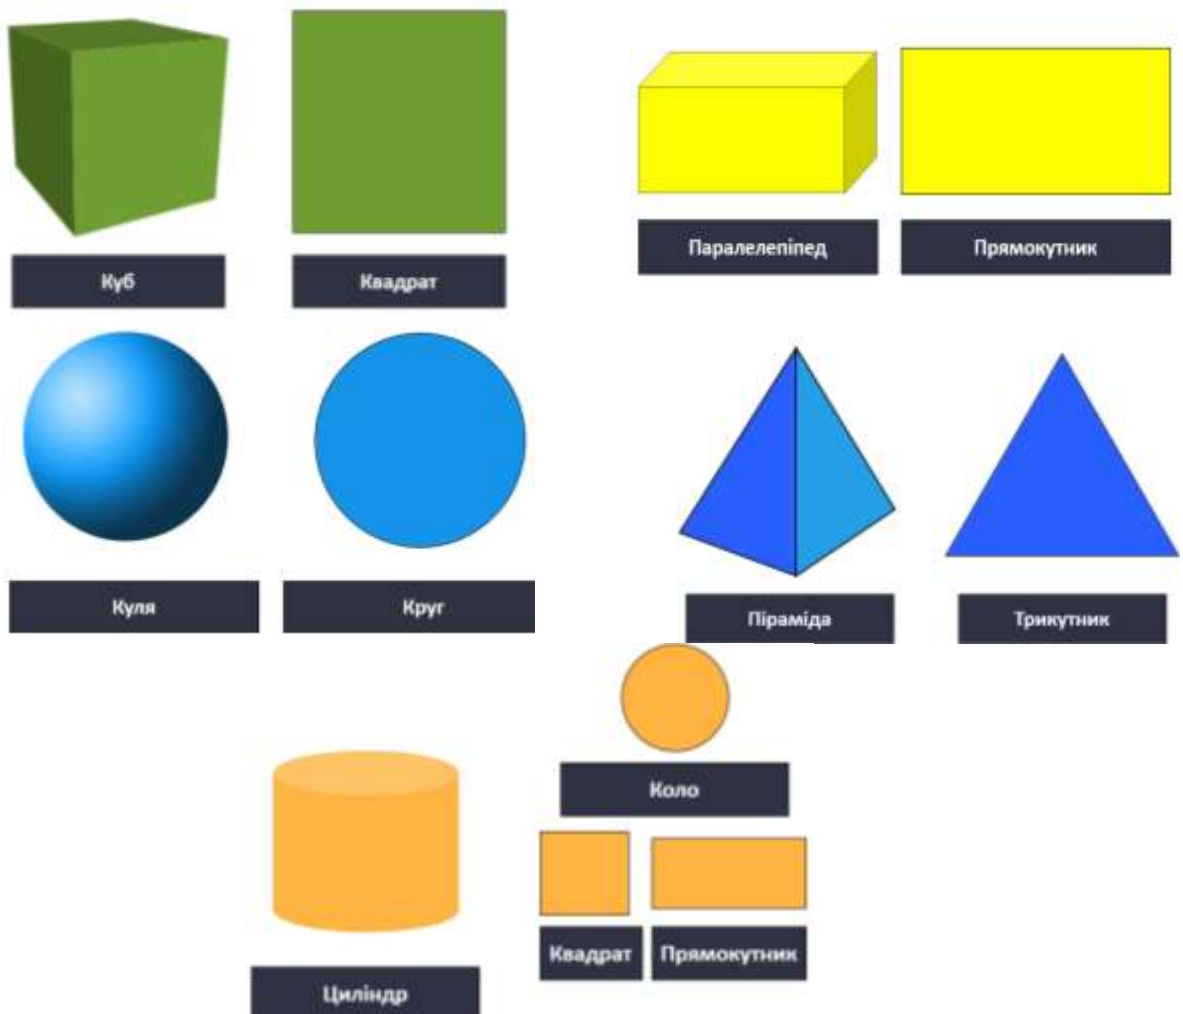 Куб
Квадрат
Паралелепіпед
Прямокутник
Куля
Круг
Піраміда
Трикутник
Коло
Квадрат
Прямокутник
Циліндр